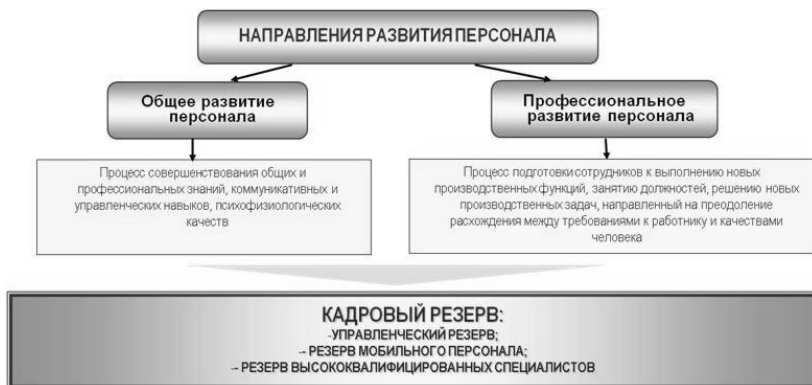 НАПРАВЛЕНИЯ РАЗВИТИЯ ПЕРСОНАЛА
Общее развитие
персонала
Процесс совершенствования общих и
профессиональных знаний, коммуникативных и
управленческих навыков, психофизиологических
качеств
Профессиональное
развитие персонала
Процесс подготовки сотрудников к выполнению новых
производственных функций, занятию должностей, решению новых
производственных задач, направленный на преодоление
расхождения между требованиями к работнику и качествами
человека
КАДРОВЫЙ РЕЗЕРВ:
-УПРАВЛЕНЧЕСКИЙ РЕЗЕРВ;
-- РЕЗЕРВ МОБИЛЬНОГО ПЕРСОНАЛА;
-- РЕЗЕРВ ВЫСОКОКВАЛИФИЦИРОВАННЫХ СПЕЦИАЛИСТОВ